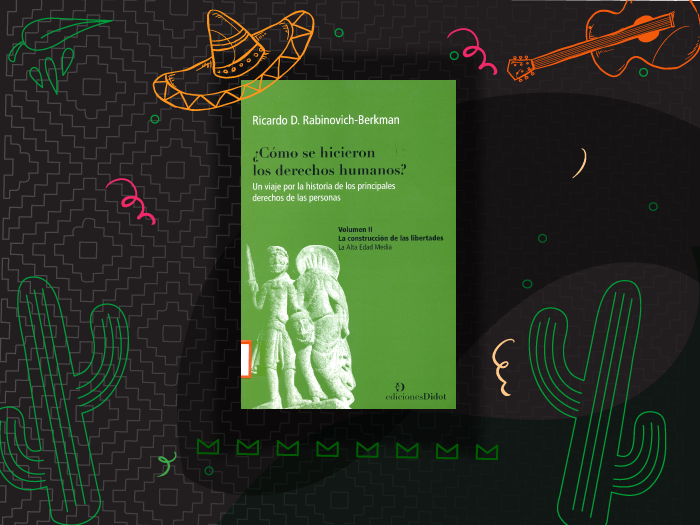 Ricardo D. Rabinovich-Berkman
¿Cómo se hicieron
los derechos humanos?
Un viaje por la historia de los principales
derechos de las personas
Volumen II
La construcción de las libertades
La Alta Edad Media
edicionesDidot